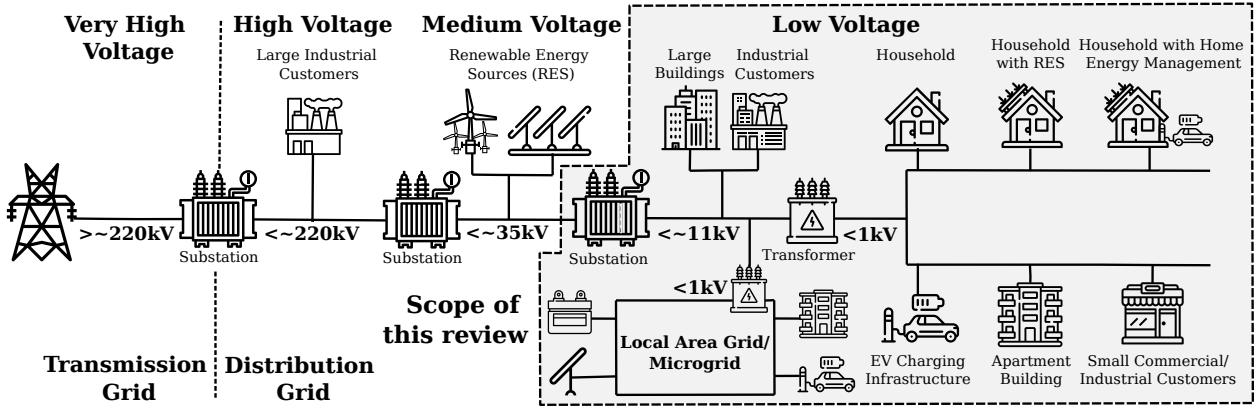 Very High
Voltage
High Voltage
Large Industrial
Customers
Medium Voltage
Renewable Energy
Sources (RES)
Low Voltage
Large
Buildings
Industrial
Customers
Household
Household
with RES
Household with Home
Energy Management
>~220kV
Substation
<~220kV
Substation
<~35kV
Substation
<~11kV
Transformer
<1kV
<1kV
Scope of
this review
Local Area Grid/
Microgrid
EV Charging
Infrastructure
Apartment
Building
Small Commercial/
Industrial Customers
Transmission
Grid
Distribution
Grid